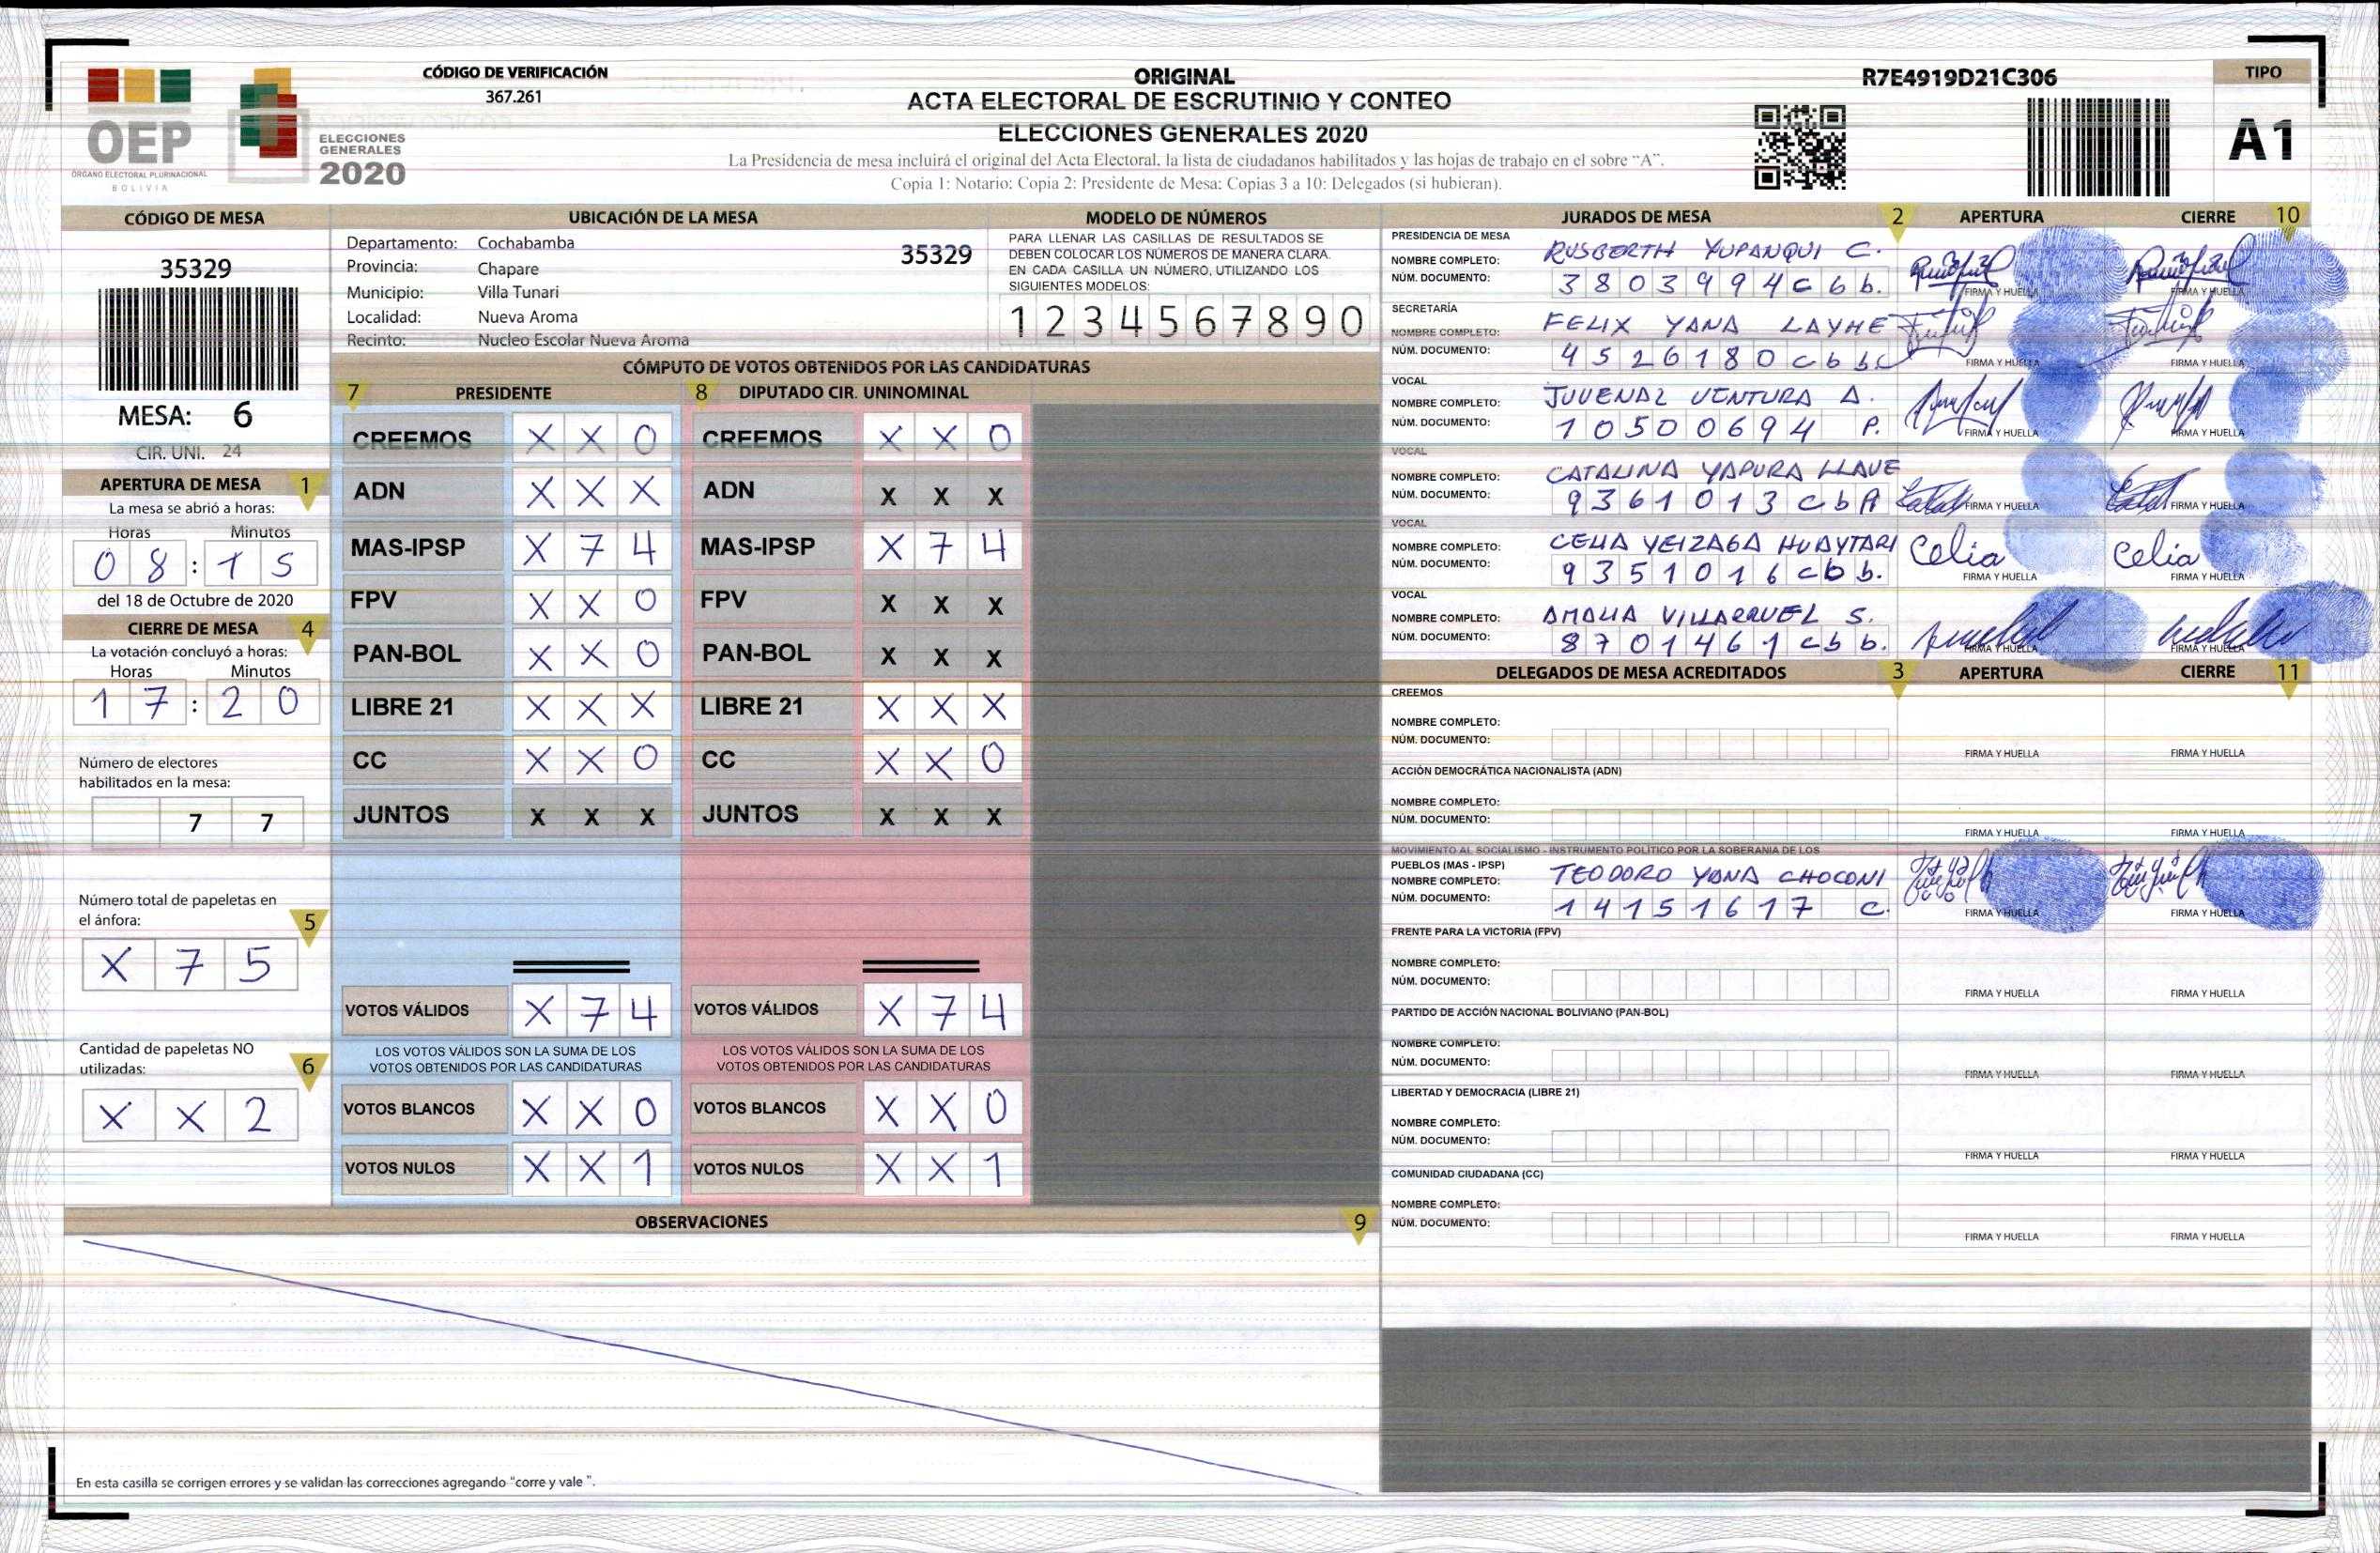 OEP
ÓRGANO ELECTORAL PLURINACIONAL
BOLIVIA
ELECCIONES
GENERALES
2020
CÓDIGO DE VERIFICACIÓN
367.261
ORIGINAL
ACTA ELECTORAL DE ESCRUTINIO Y CONTEO
ELECCIONES GENERALES 2020
La Presidencia de mesa incluirá el original del Acta Electoral, la lista de ciudadanos habilitados y las hojas de trabajo en el sobre “A”.
Copia 1: Notario; Copia 2: Presidente de Mesa; Copias 3 a 10: Delegados (si hubieran).
R7E4919D21C306
TIPO
A1
CÓDIGO DE MESA
35329
MESA: 6
CIR. UNI. 24
APERTURA DE MESA 1
La mesa se abrió a horas:
Horas Minutos
0 8 : 1 5
del 18 de Octubre de 2020
CIERRE DE MESA 4
La votación concluyó a horas:
Horas Minutos
1 7 : 2 0
Número de electores
habilitados en la mesa:
7 7
Número total de papeletas en
el ánfora: 5
X 7 5
Cantidad de papeletas NO
utilizadas: 6
X X 2
UBICACIÓN DE LA MESA
Departamento: Cochabamba 35329
Provincia: Chapare
Municipio: Villa Tunari
Localidad: Nueva Aroma
Recinto: Nucleo Escolar Nueva Aroma
MODELO DE NÚMEROS
PARA LLENAR LAS CASILLAS DE RESULTADOS SE
DEBEN COLOCAR LOS NÚMEROS DE MANERA CLARA.
EN CADA CASILLA UN NÚMERO, UTILIZANDO LOS
SIGUIENTES MODELOS:
1 2 3 4 5 6 7 8 9 0
CÓMPUTO DE VOTOS OBTENIDOS POR LAS CANDIDATURAS
7 PRESIDENTE 8 DIPUTADO CIR. UNINOMINAL
CREEMOS X X 0 CREEMOS X X 0
ADN X X X ADN X X X
MAS-IPSP X 7 4 MAS-IPSP X 7 4
FPV X X 0 FPV X X X
PAN-BOL X X 0 PAN-BOL X X X
LIBRE 21 X X X LIBRE 21 X X X
CC X X 0 CC X X 0
JUNTOS X X X JUNTOS X X X
VOTOS VÁLIDOS X 7 4 VOTOS VÁLIDOS X 7 4
LOS VOTOS VÁLIDOS SON LA SUMA DE LOS LOS VOTOS VÁLIDOS SON LA SUMA DE LOS
VOTOS OBTENIDOS POR LAS CANDIDATURAS VOTOS OBTENIDOS POR LAS CANDIDATURAS
VOTOS BLANCOS X X 0 VOTOS BLANCOS X X 0
VOTOS NULOS X X 1 VOTOS NULOS X X 1
OBSERVACIONES 9
En esta casilla se corrigen errores y se validan las correcciones agregando "corre y vale ".
JURADOS DE MESA 2 APERTURA CIERRE 10
PRESIDENCIA DE MESA
NOMBRE COMPLETO: RUSBERTH YUPANQUI C.
NÚM. DOCUMENTO: 3803994cbb. FIRMA Y HUELLA FIRMA Y HUELLA
SECRETARÍA
NOMBRE COMPLETO: FELIX YANA LAYME
NÚM. DOCUMENTO: 4526180cbb. FIRMA Y HUELLA FIRMA Y HUELLA
VOCAL
NOMBRE COMPLETO: JUVENAL VENTURA A.
NÚM. DOCUMENTO: 10500694 P. FIRMA Y HUELLA FIRMA Y HUELLA
VOCAL
NOMBRE COMPLETO: CATALINA YAPURA LLAVE
NÚM. DOCUMENTO: 9361013cbA FIRMA Y HUELLA FIRMA Y HUELLA
VOCAL
NOMBRE COMPLETO: CELIA YEIZAGA HUAYTARI Celia Celia
NÚM. DOCUMENTO: 9351016cbb. FIRMA Y HUELLA FIRMA Y HUELLA
VOCAL
NOMBRE COMPLETO: AMALIA VILLARRUEL S.
NÚM. DOCUMENTO: 8701461cbb. FIRMA Y HUELLA FIRMA Y HUELLA
DELEGADOS DE MESA ACREDITADOS 3 APERTURA CIERRE 11
CREEMOS
NOMBRE COMPLETO:
NÚM. DOCUMENTO: FIRMA Y HUELLA FIRMA Y HUELLA
ACCIÓN DEMOCRÁTICA NACIONALISTA (ADN)
NOMBRE COMPLETO:
NÚM. DOCUMENTO: FIRMA Y HUELLA FIRMA Y HUELLA
MOVIMIENTO AL SOCIALISMO - INSTRUMENTO POLÍTICO POR LA SOBERANIA DE LOS
PUEBLOS (MAS - IPSP)
NOMBRE COMPLETO: TEODORO YANA CHOCONI
NÚM. DOCUMENTO: 14151617 C. FIRMA Y HUELLA FIRMA Y HUELLA
FRENTE PARA LA VICTORIA (FPV)
NOMBRE COMPLETO:
NÚM. DOCUMENTO: FIRMA Y HUELLA FIRMA Y HUELLA
PARTIDO DE ACCIÓN NACIONAL BOLIVIANO (PAN-BOL)
NOMBRE COMPLETO:
NÚM. DOCUMENTO: FIRMA Y HUELLA FIRMA Y HUELLA
LIBERTAD Y DEMOCRACIA (LIBRE 21)
NOMBRE COMPLETO:
NÚM. DOCUMENTO: FIRMA Y HUELLA FIRMA Y HUELLA
COMUNIDAD CIUDADANA (CC)
NOMBRE COMPLETO:
NÚM. DOCUMENTO: FIRMA Y HUELLA FIRMA Y HUELLA